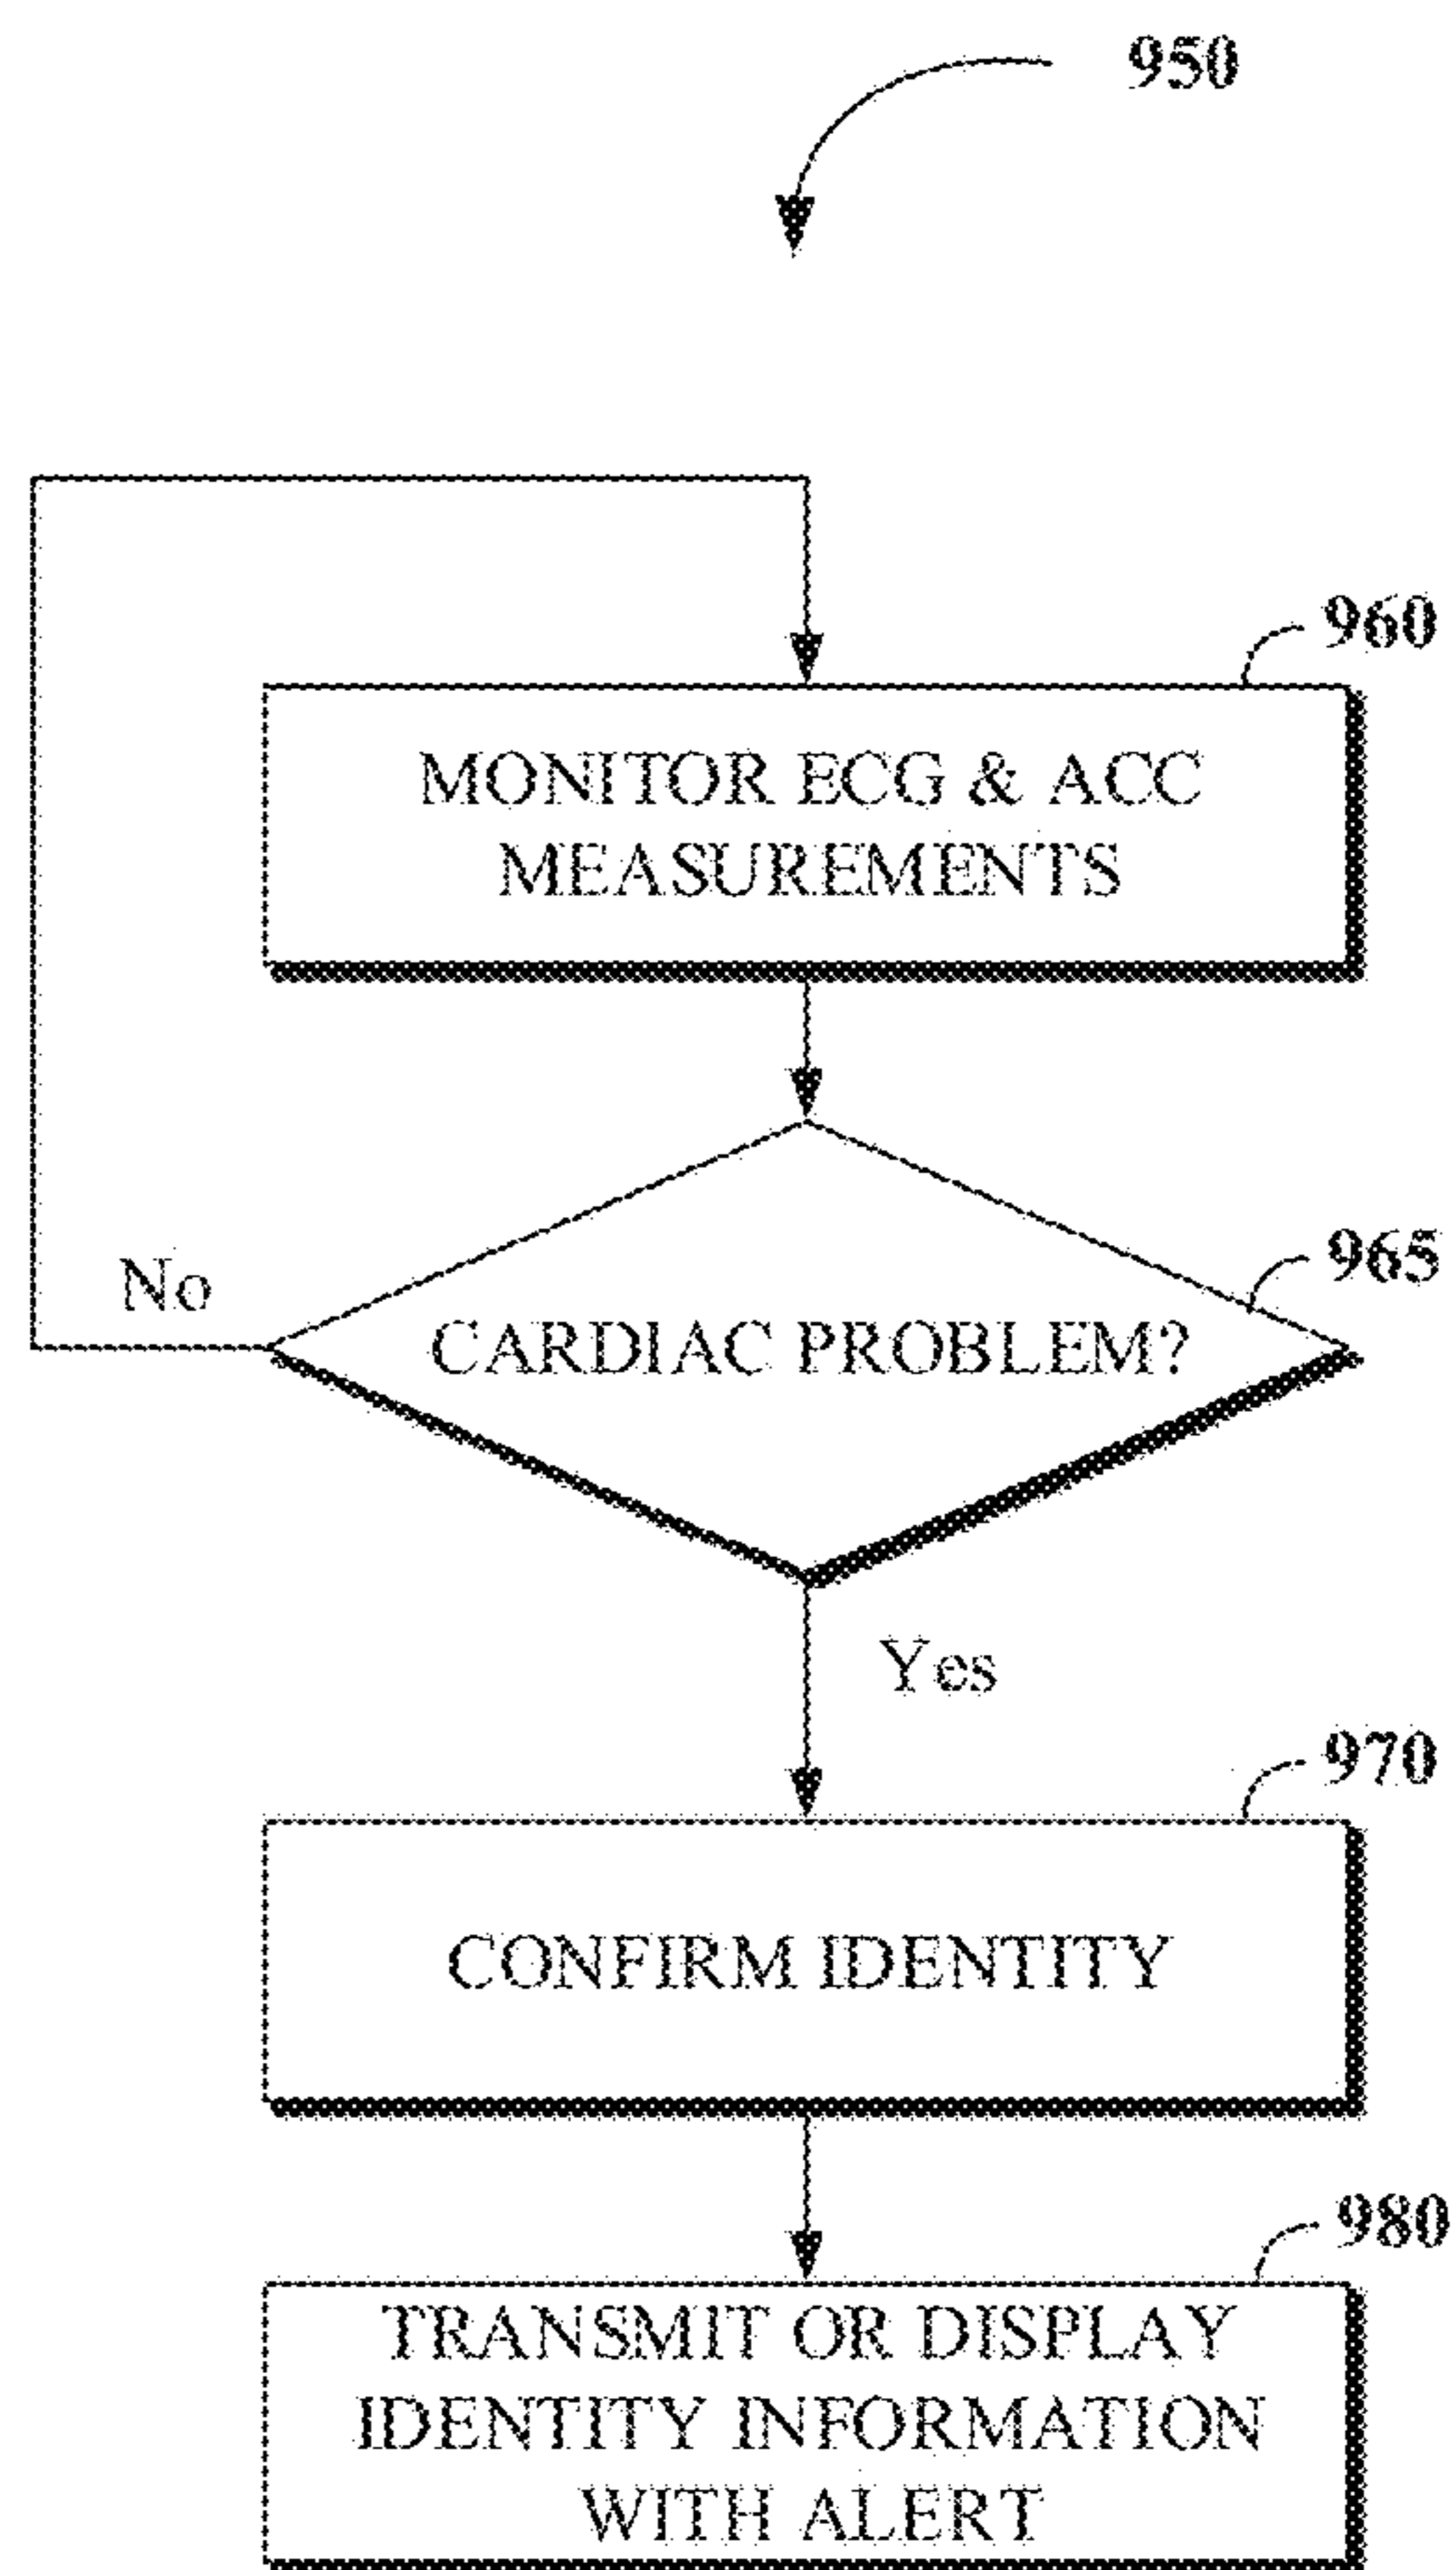 950
960
MONITOR ECG & ACC
MEASUREMENTS
965
No
CARDIAC PROBLEM?
Yes
970
CONFIRM IDENTITY
980
TRANSMIT OR DISPLAY
IDENTITY INFORMATION
WITH ALERT